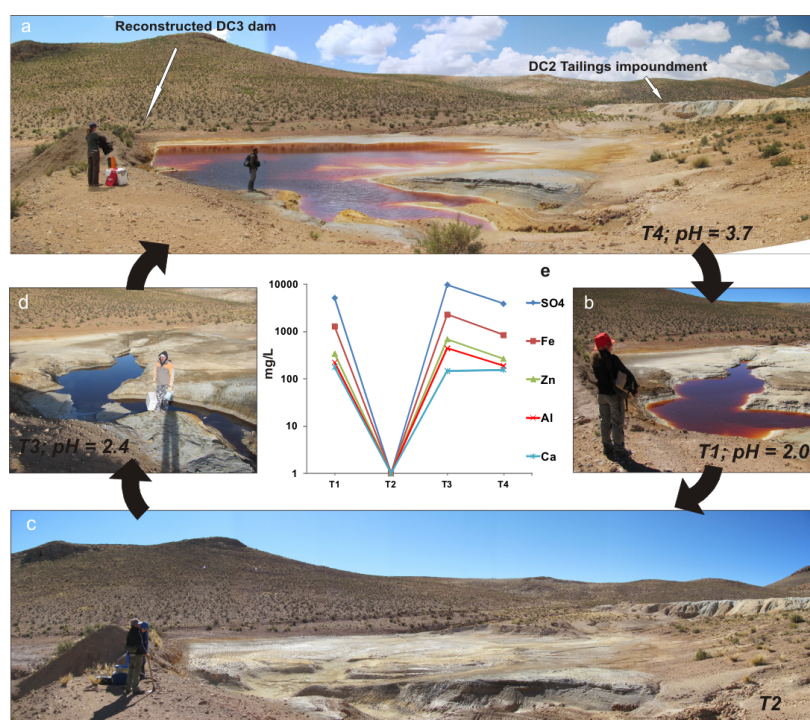 a
Reconstructed DC3 dam
DC2 Tailings impoundment
T4; pH = 3.7
d
T3; pH = 2.4
e
10000
1000
100
10
1
mg/L
T1
T2
T3
T4
SO4
Fe
Zn
Al
Ca
b
T1; pH = 2.0
c
T2